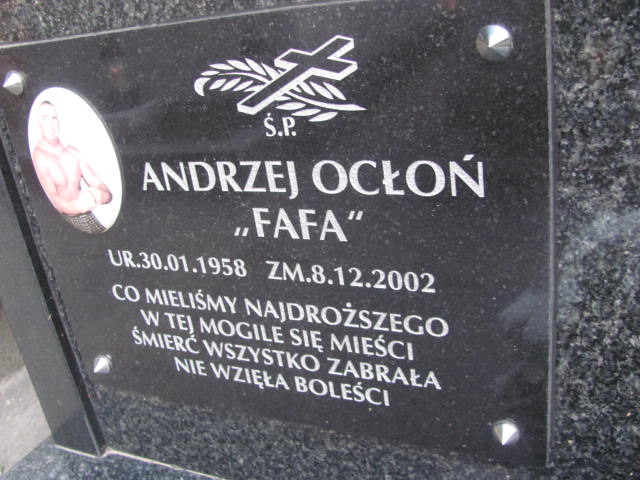 Ś.P.
ANDRZEJ OCŁOŃ
„FAFA“
UR.30.01.1958 ZM.8.12.2002
CO MIELIŚMY NAJDROŻSZEGO
W TEJ MOGILE SIĘ MIEŚCI
ŚMIERĆ WSZYSTKO ZABRAŁA
NIE WZIĘŁA BOLEŚCI